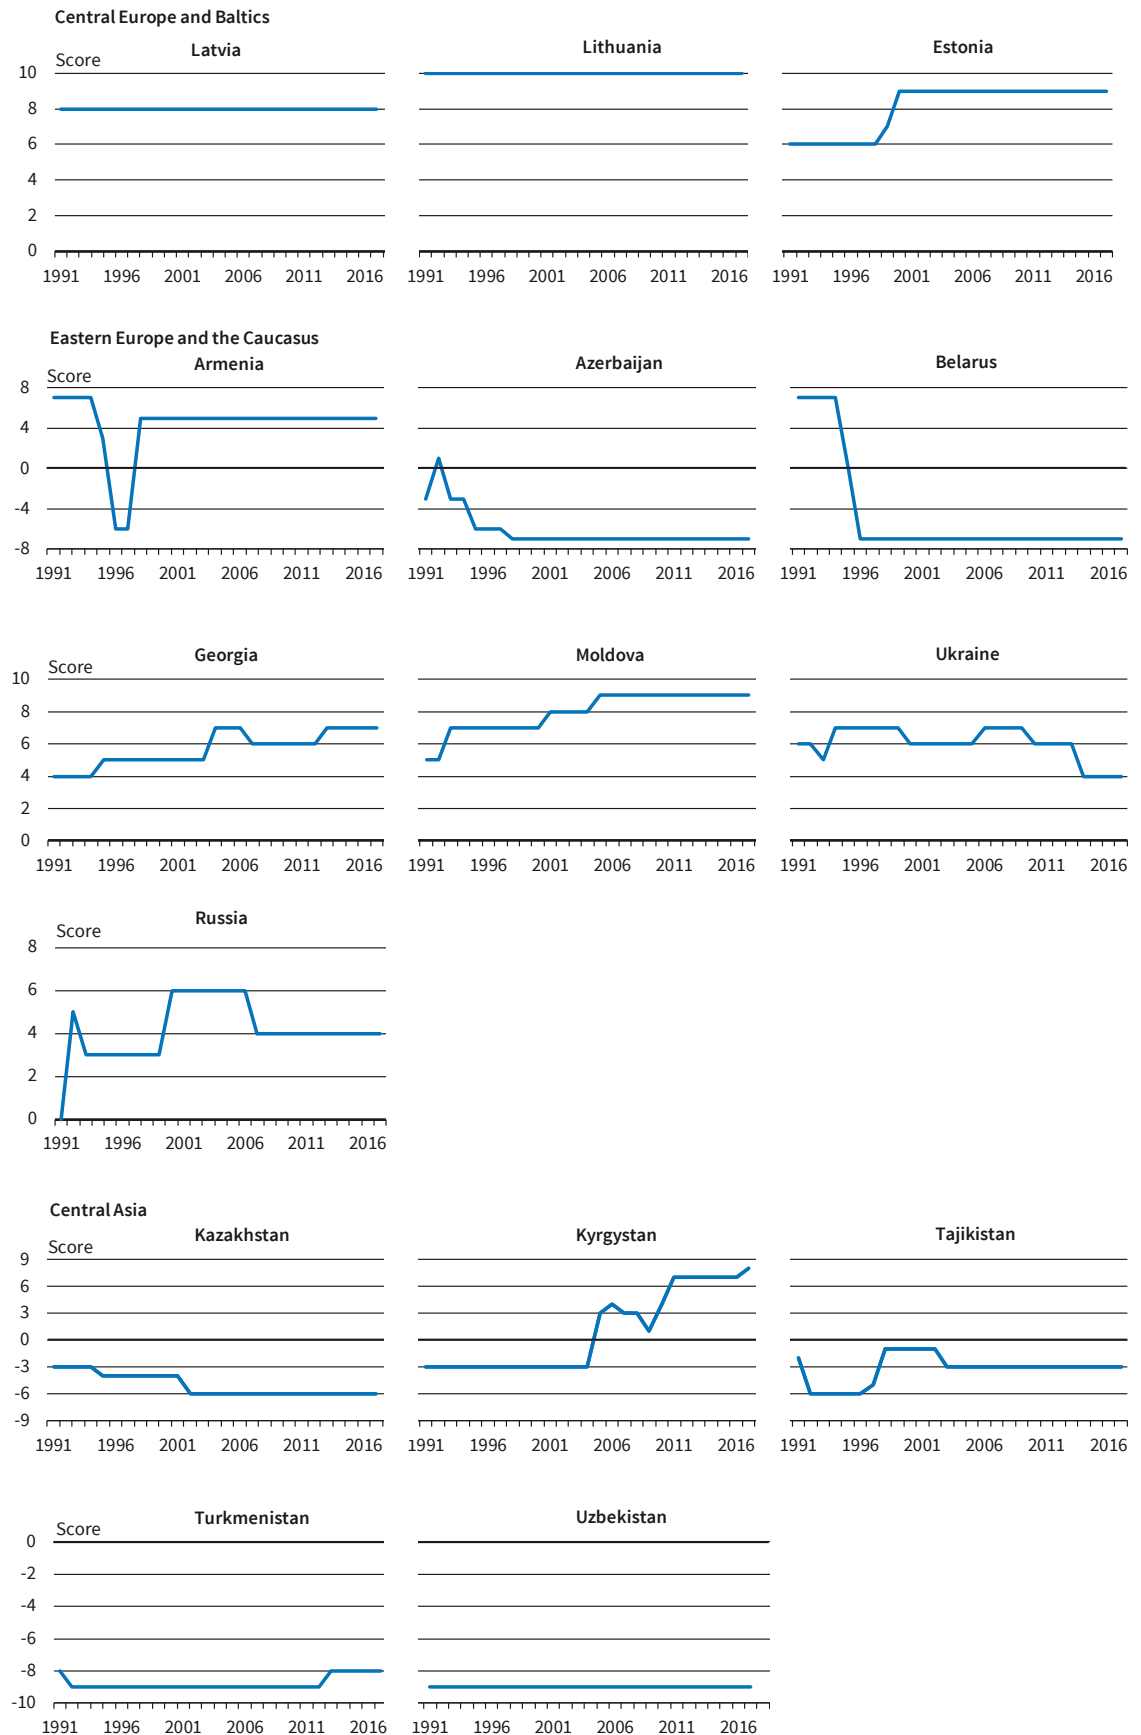 Central Europe and Baltics
Latvia Lithuania Estonia
Score
10
8
6
4
2
0
1991 1996 2001 2006 2011 2016 1991 1996 2001 2006 2011 2016 1991 1996 2001 2006 2011 2016
Eastern Europe and the Caucasus
Armenia Azerbaijan Belarus
Score
8
4
0
-4
-8
1991 1996 2001 2006 2011 2016 1991 1996 2001 2006 2011 2016 1991 1996 2001 2006 2011 2016
Georgia Moldova Ukraine
Score
10
8
6
4
2
0
1991 1996 2001 2006 2011 2016 1991 1996 2001 2006 2011 2016 1991 1996 2001 2006 2011 2016
Russia
Score
8
6
4
2
0
1991 1996 2001 2006 2011 2016
Central Asia
Kazakhstan Kyrgystan Tajikistan
Score
9
6
3
0
-3
-6
-9
1991 1996 2001 2006 2011 2016 1991 1996 2001 2006 2011 2016 1991 1996 2001 2006 2011 2016
Turkmenistan Uzbekistan
Score
0
-2
-4
-6
-8
-10
1991 1996 2001 2006 2011 2016 1991 1996 2001 2006 2011 2016